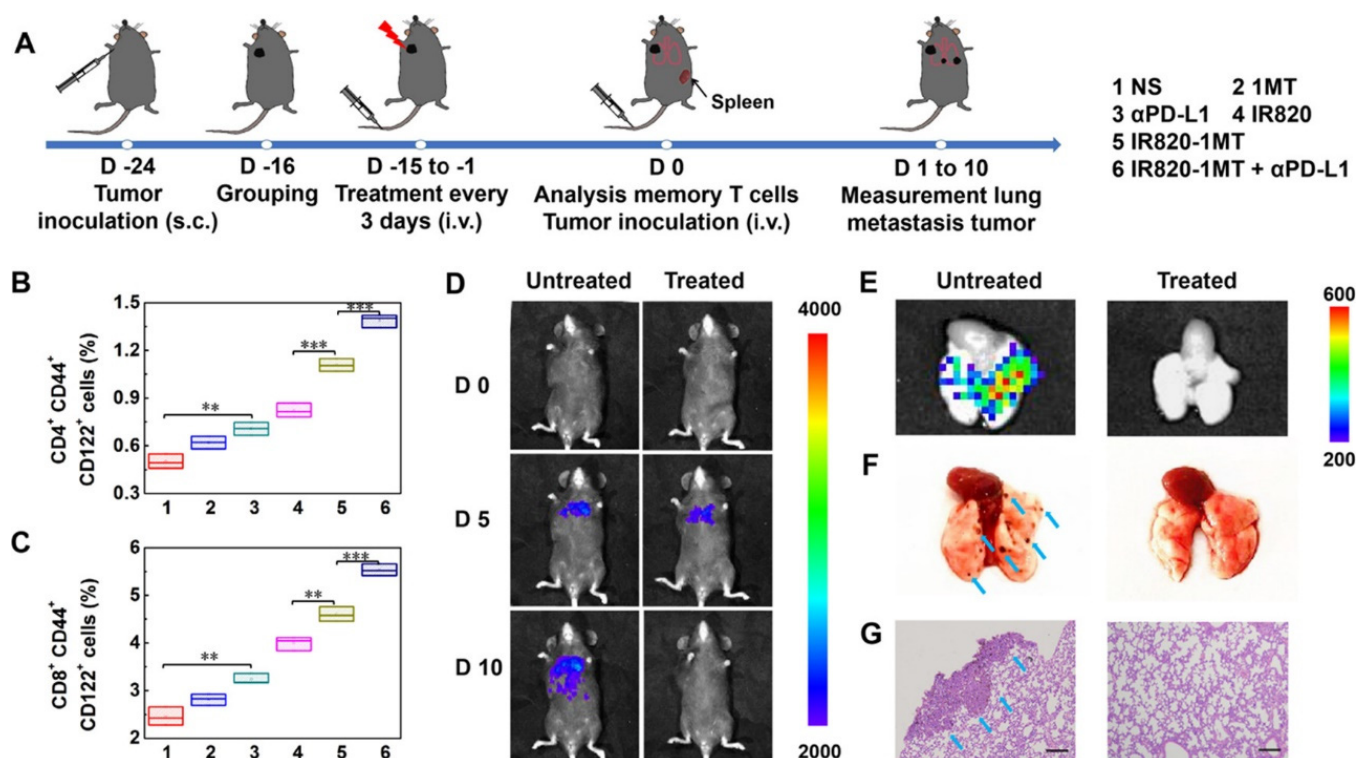 A
Spleen
D -24
Tumor
inoculation (s.c.)
D -16
Grouping
D -15 to -1
Treatment every
3 days (i.v.)
D 0
Analysis memory T cells
Tumor inoculation (i.v.)
D 1 to 10
Measurement lung
metastasis tumor
1 NS 2 1MT
3 αPD-L1 4 IR820
5 IR820-1MT
6 IR820-1MT + αPD-L1
B
CD4+ CD44+
CD122+ cells (%)
1.5
1.2
0.9
0.6
0.3
**
***
***
1 2 3 4 5 6
C
CD8+ CD44+
CD122+ cells (%)
6
5
4
3
2
**
**
***
1 2 3 4 5 6
D
Untreated Treated
D 0
D 5
D 10
4000
2000
E
Untreated Treated
600
200
F
G